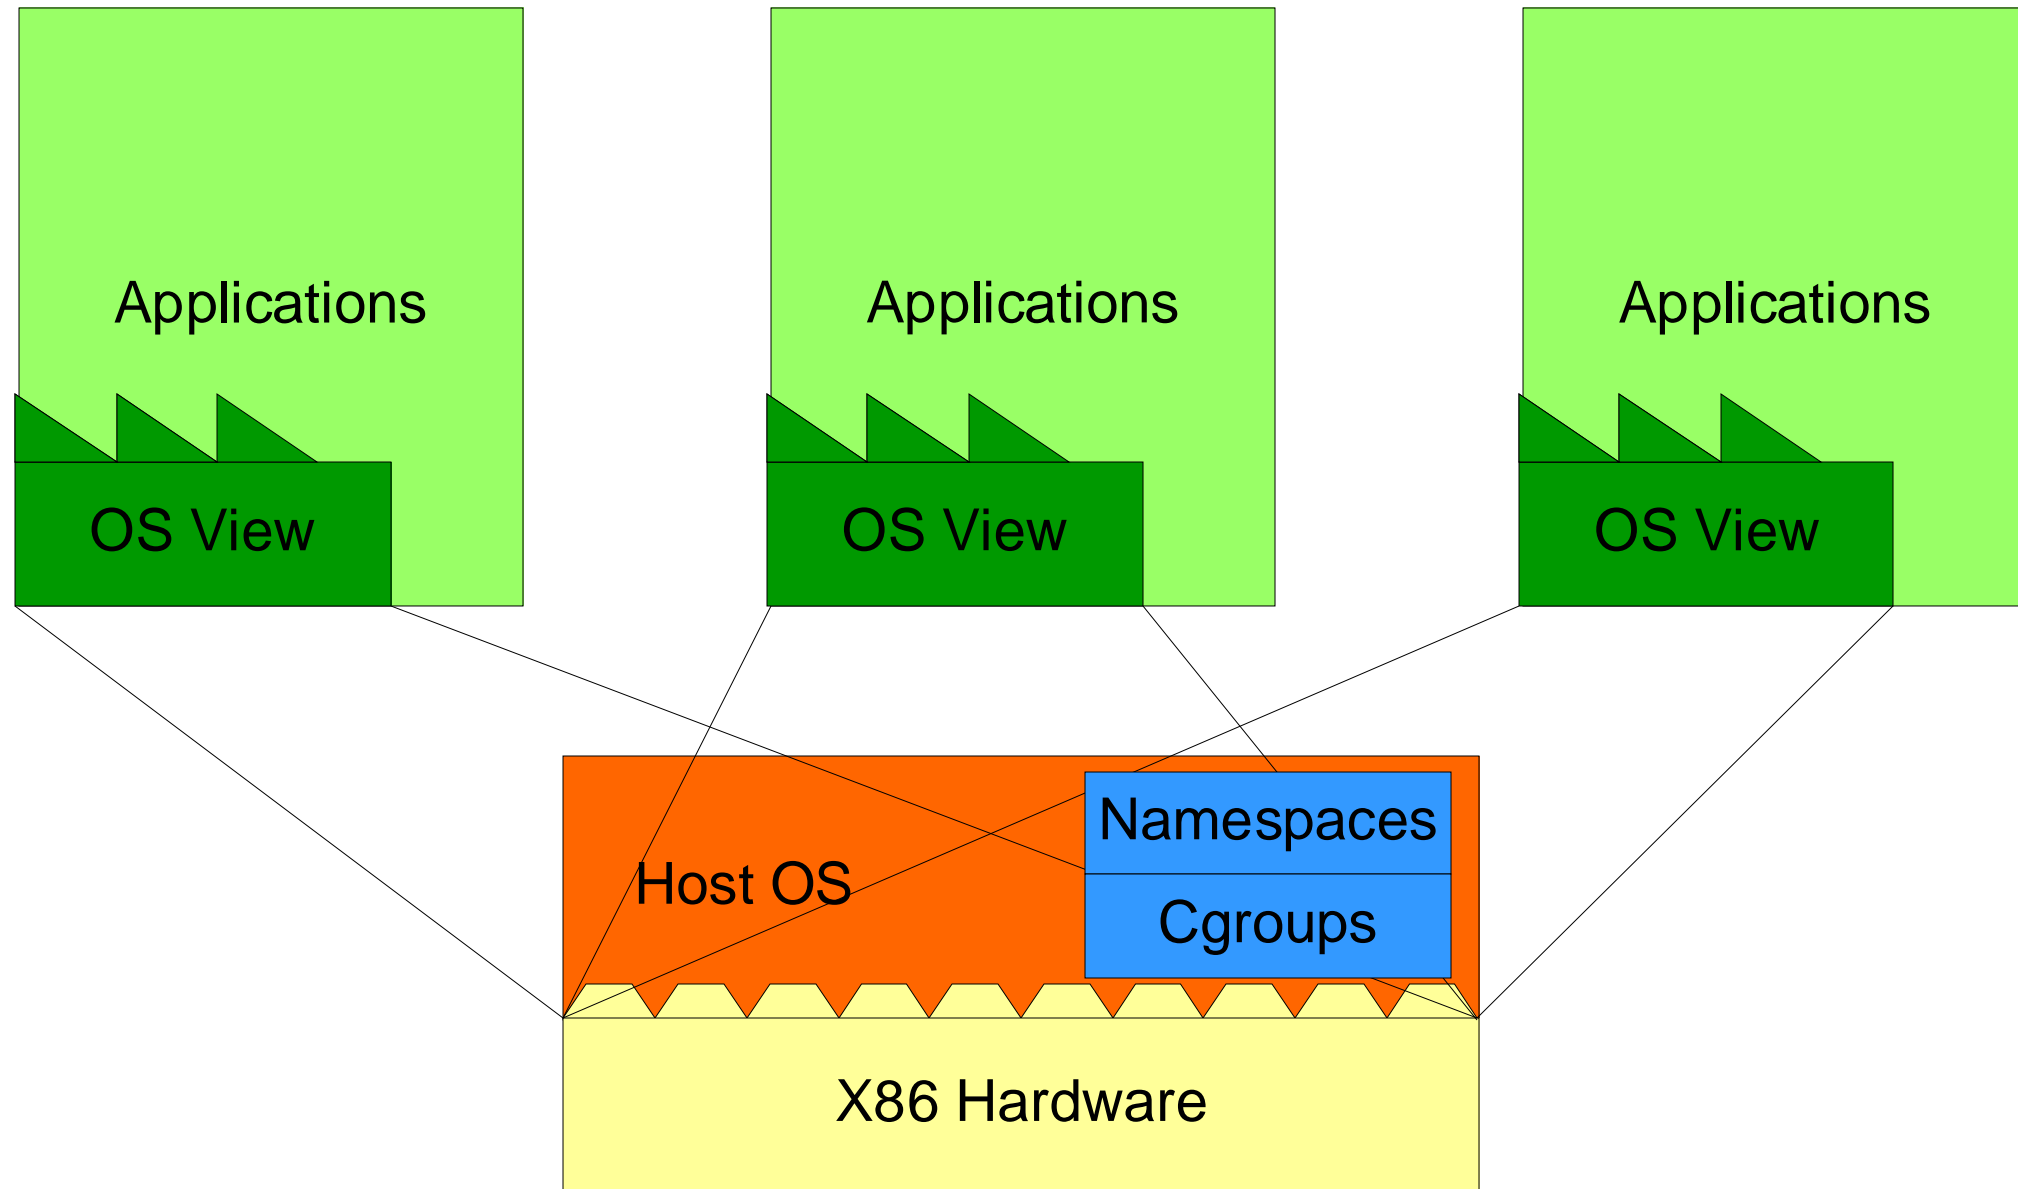 Applications
Applications
Applications
OS View
OS View
OS View
Namespaces
Host OS
Cgroups
X86 Hardware